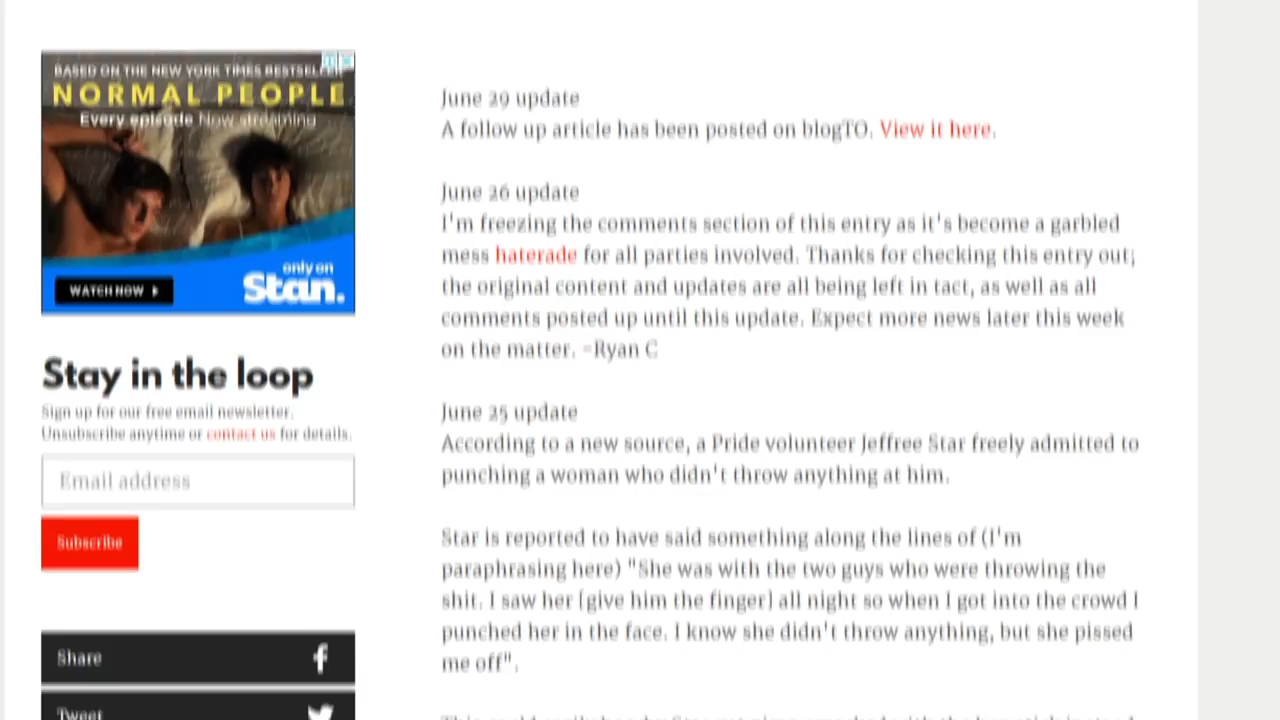 BASED ON THE NEW YORK TIMES BESTSELLER
NORMAL PEOPLE
Every episode Now streaming
only on
Stan.
WATCH NOW
Stay in the loop
Sign up for our free email newsletter.
Unsubscribe anytime or contact us for details.
Email address
Subscribe
Share
Tweet
June 29 update
A follow up article has been posted on blogTO. View it here.
June 26 update
I'm freezing the comments section of this entry as it's become a garbled
mess haterade for all parties involved. Thanks for checking this entry out;
the original content and updates are all being left in tact, as well as all
comments posted up until this update. Expect more news later this week
on the matter. -Ryan C
June 25 update
According to a new source, a Pride volunteer Jeffree Star freely admitted to
punching a woman who didn't throw anything at him.
Star is reported to have said something along the lines of (I'm
paraphrasing here) "She was with the two guys who were throwing the
shit. I saw her [give him the finger] all night so when I got into the crowd I
punched her in the face. I know she didn't throw anything, but she pissed
me off".